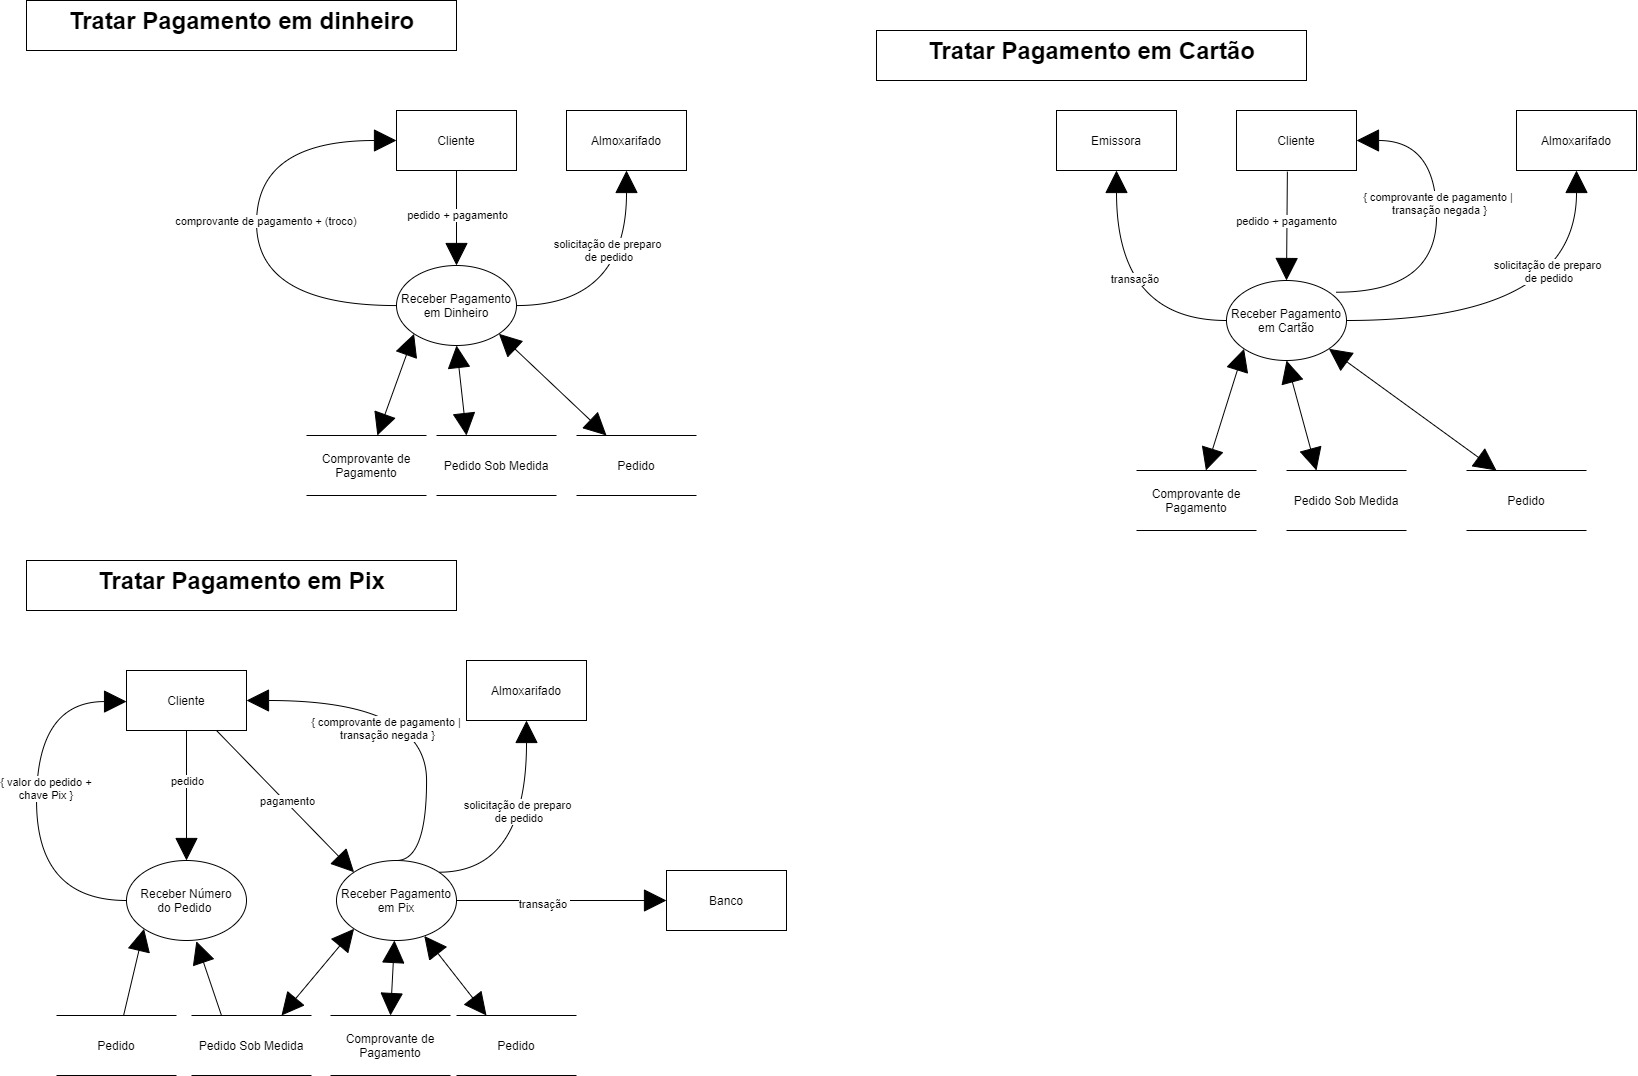 Tratar Pagamento em dinheiro
Cliente
Almoxarifado
comprovante de pagamento + (troco)
pedido + pagamento
solicitação de preparo
de pedido
Receber Pagamento
em Dinheiro
Comprovante de
Pagamento
Pedido Sob Medida
Pedido
Tratar Pagamento em Cartão
Emissora
Cliente
Almoxarifado
{ comprovante de pagamento |
transação negada }
pedido + pagamento
solicitação de preparo
de pedido
transação
Receber Pagamento
em Cartão
Comprovante de
Pagamento
Pedido Sob Medida
Pedido
Tratar Pagamento em Pix
Cliente
Almoxarifado
{ comprovante de pagamento |
transação negada }
{ valor do pedido +
chave Pix }
pedido
pagamento
solicitação de preparo
de pedido
Receber Número
do Pedido
Receber Pagamento
em Pix
transação
Banco
Pedido
Pedido Sob Medida
Comprovante de
Pagamento
Pedido